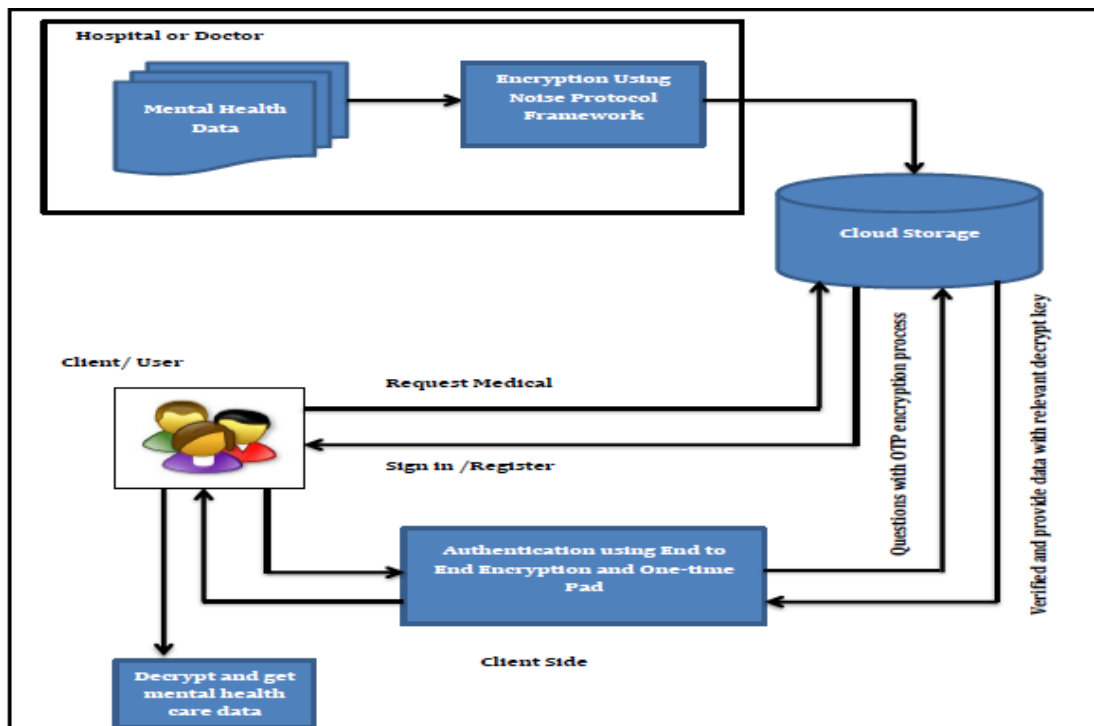 Hospital or Doctor
Mental Health
Data
Encryption Using
Noise Protocol
Framework
Cloud Storage
Client/ User
Request Medical
Sign in /Register
Questions with OTP encryption process
Verified and provide data with relevant decrypt key
Authentication using End to
End Encryption and One-time
Pad
Client Side
Decrypt and get
mental health
care data